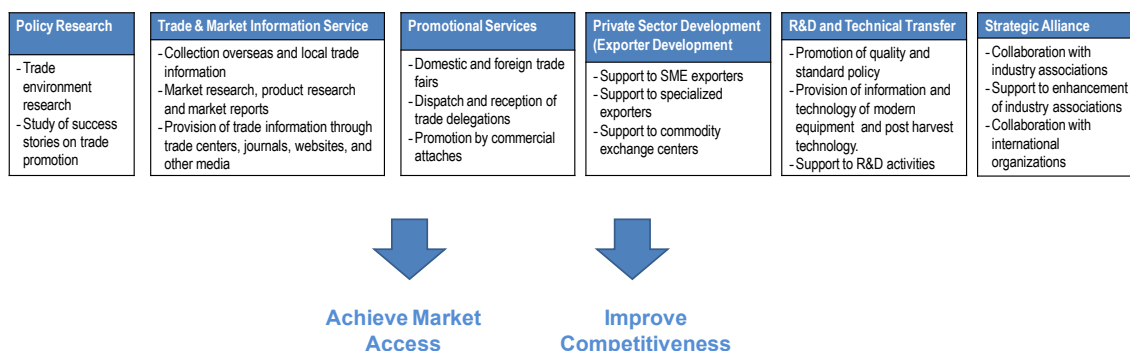 Policy Research
- Trade
environment
research
- Study of success
stories on trade
promotion
Trade & Market Information Service
- Collection overseas and local trade
information
- Market research, product research
and market reports
- Provision of trade information through
trade centers, journals, websites, and
other media
Promotional Services
- Domestic and foreign trade
fairs
- Dispatch and reception of
trade delegations
- Promotion by commercial
attaches
Private Sector Development
(Exporter Development
- Support to SME exporters
- Support to specialized
exporters
- Support to commodity
exchange centers
R&D and Technical Transfer
- Promotion of quality and
standard policy
- Provision of information and
technology of modern
equipment and post harvest
technology.
- Support to R&D activities
Strategic Alliance
- Collaboration with
industry associations
- Support to enhancement
of industry associations
- Collaboration with
international
organizations
Achieve Market
Access
Improve
Competitiveness